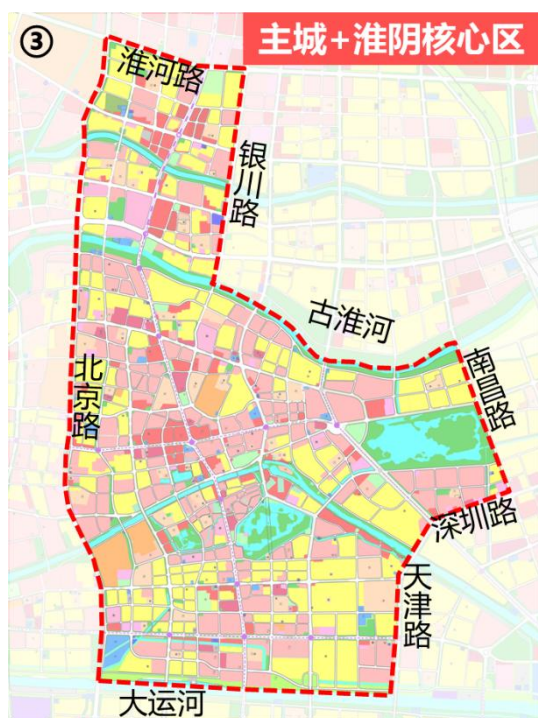 ③
主城+淮阴核心区
淮河路
银川路
古淮河
南昌路
北京路
深圳路
天津路
大运河